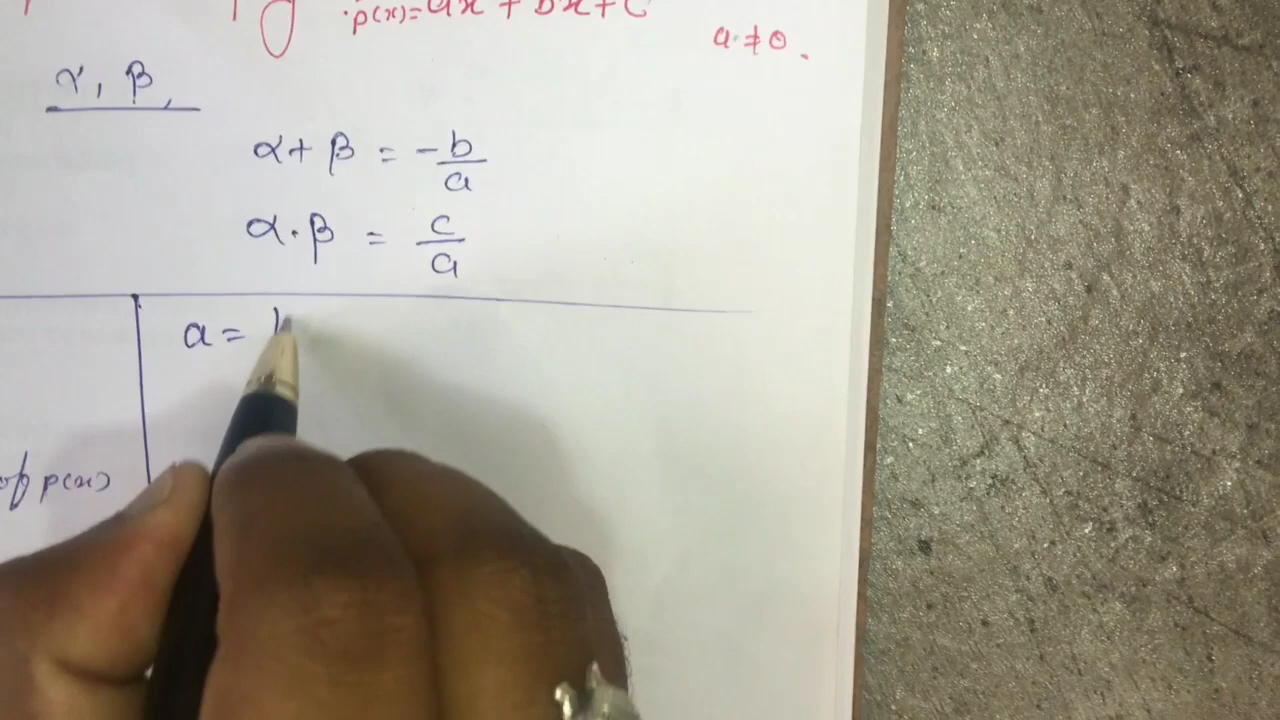 p(x)=ax+bx+c
a≠0.
α, β,
α+β = -b/a
α·β = c/a
a =
of p(x)